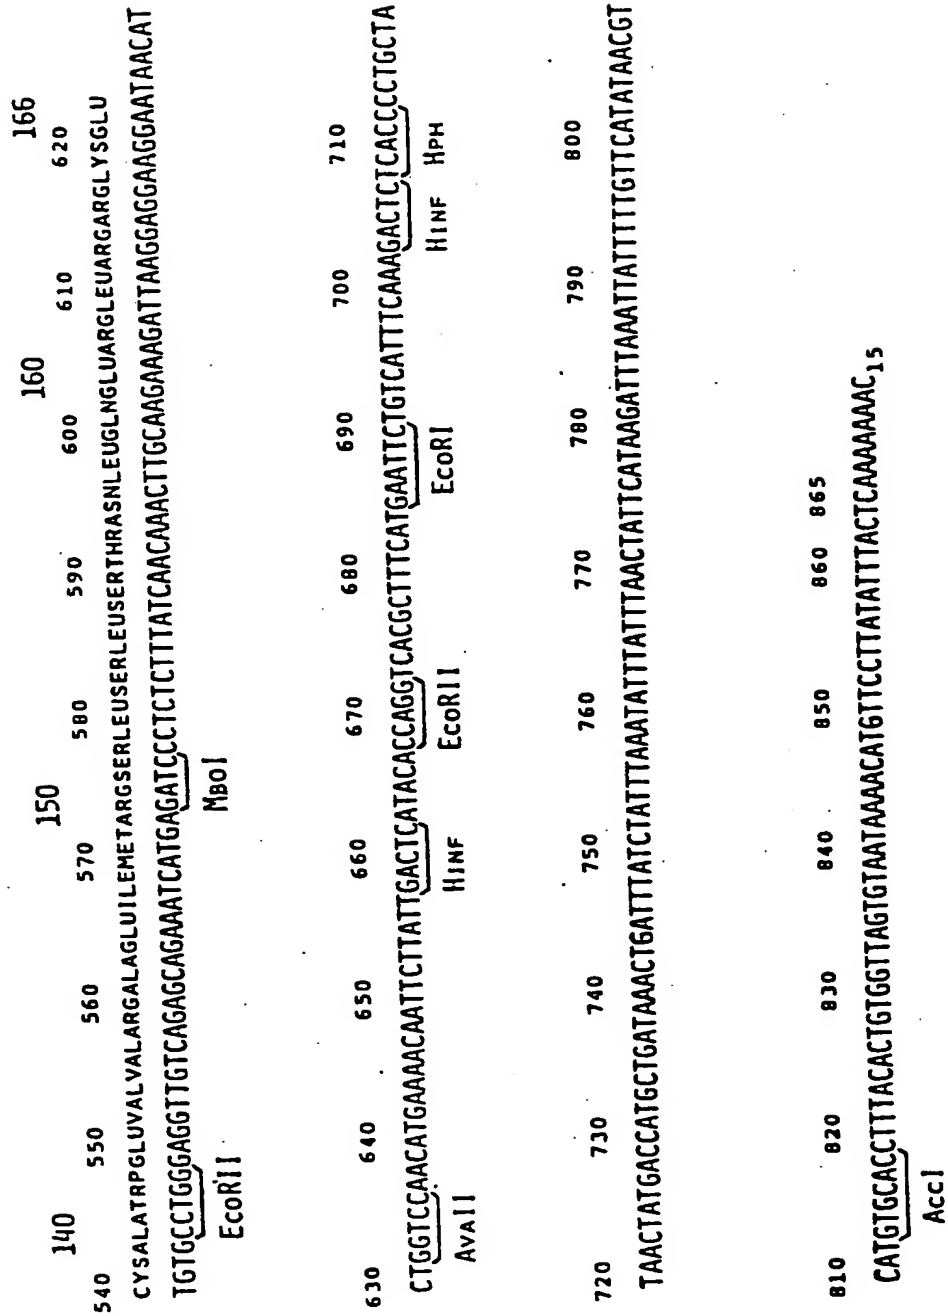 140 150 160 166
540 550 560 570 580 590 600 610 620
CYSALATRPGLUVALVALARGALAGLUILEMETARGSERLEUSERLEUSERTHRASNLEUGLNGLUARGLEUARGARGLYSGLU
TGTGCCTGGGAGGTTGTCAGAGCAGAAATCATGAGATCCCTCTCTTTATCAACAAACTTGCAAGAAAGATTAAGGAGGAAGGAATAACAT
EcoRII MboI
630 640 650 660 670 680 690 700 710
CTGGTCCAACATGAAAACAATTCTTATTGACTCATACACCAGGTCACGCTTTCATGAATTCTGTCATTTCAAAGACTCTCACCCCTGCTA
AvaII HinF EcoRII EcoRI HinF Hph
720 730 740 750 760 770 780 790 800
TAACTATGACCATGCTGATAAACTGATTTATCTATTTAAATATTTATTTAACTATTCATAAGATTTAAATTATTTTTGTTCATATAACGT
810 820 830 840 850 860 865
CATGTGCACCTTTACACTGTGGTTAGTGTAATAAAACATGTTCCTTATATTTACTCAAAAAAC15
AccI